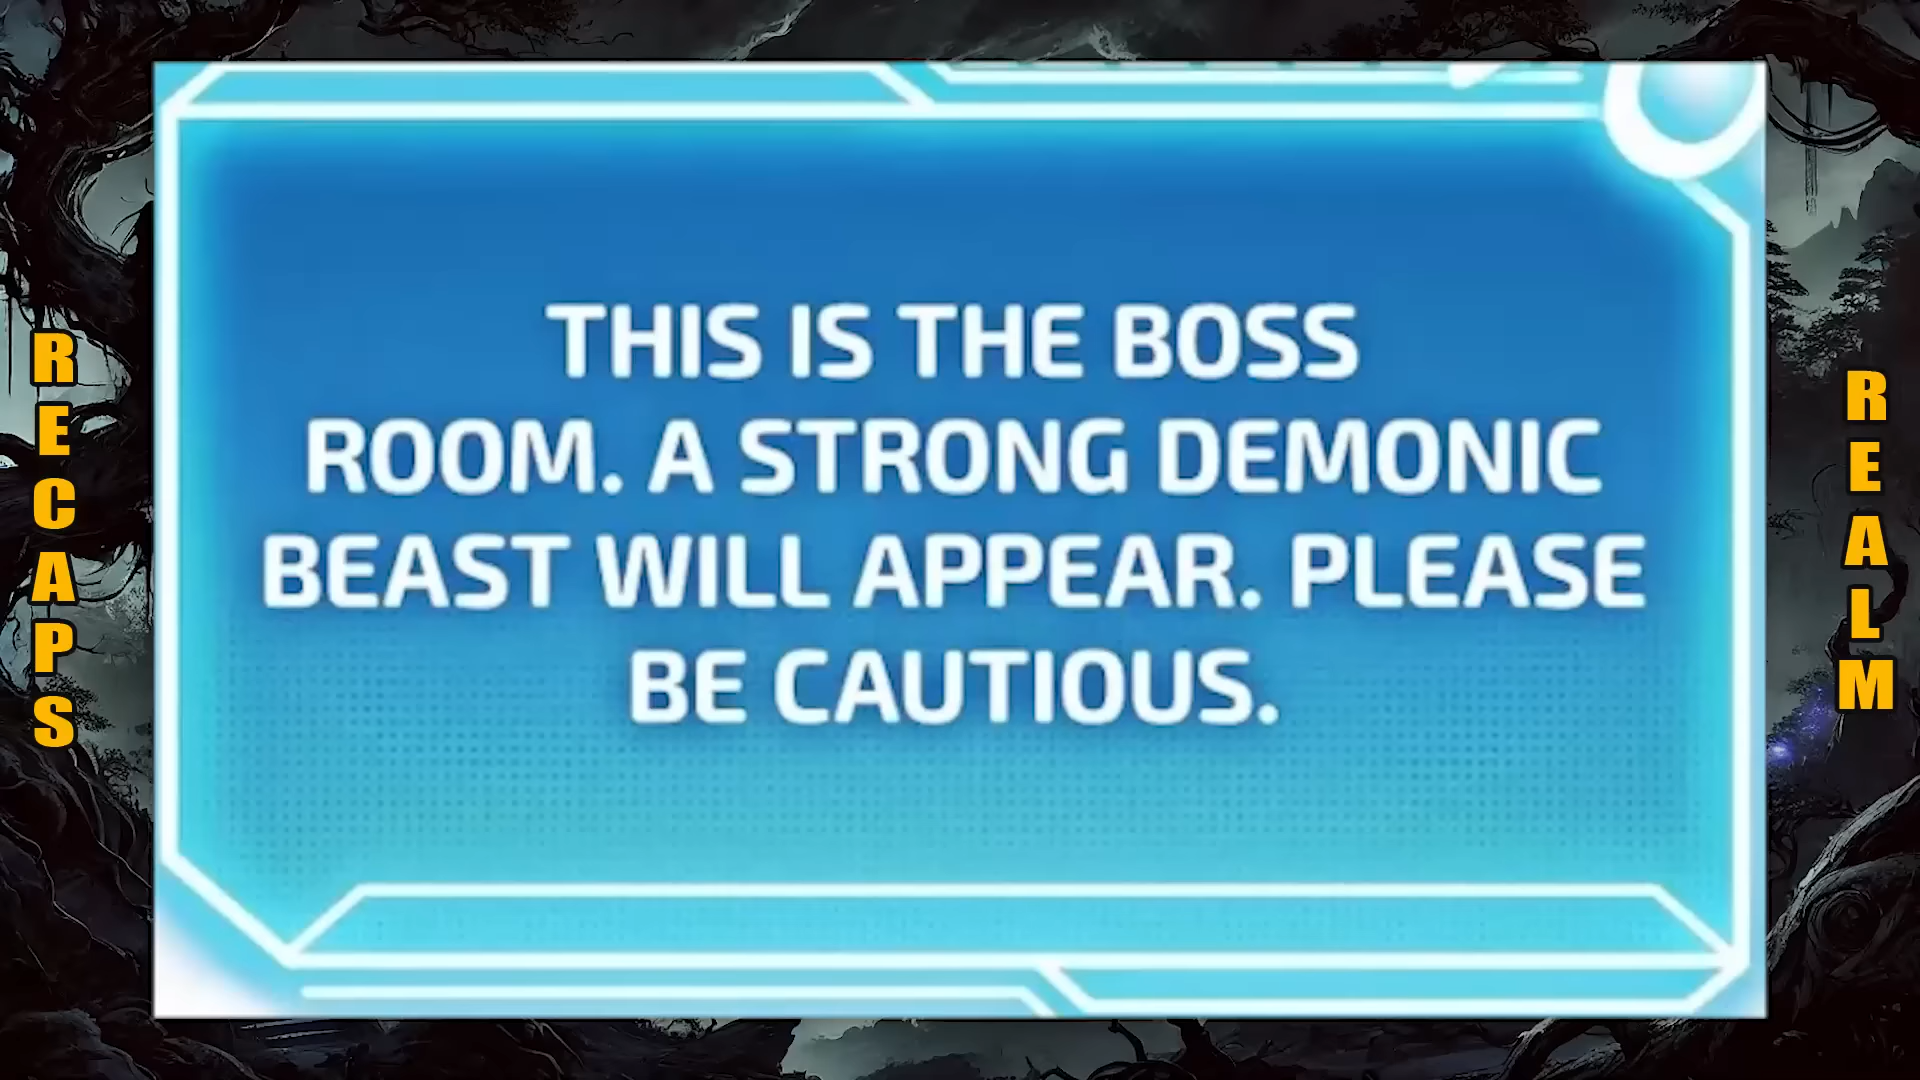 THIS IS THE BOSS
ROOM. A STRONG DEMONIC
BEAST WILL APPEAR. PLEASE
BE CAUTIOUS.
RECAPS
REALM